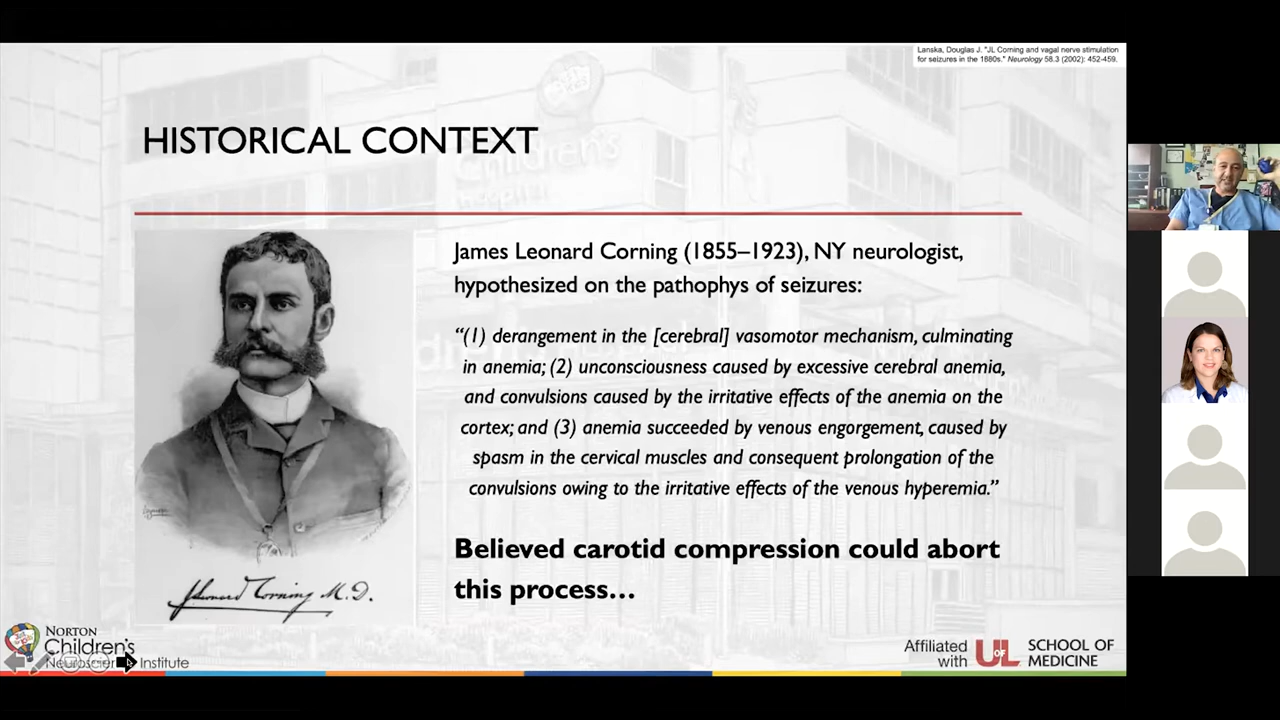 Lanska, Douglas J. "JL Corning and vagal nerve stimulation
for seizures in the 1880s." Neurology 58.3 (2002): 452-459.
HISTORICAL CONTEXT
James Leonard Corning (1855–1923), NY neurologist,
hypothesized on the pathophys of seizures:
“(1) derangement in the [cerebral] vasomotor mechanism, culminating
in anemia; (2) unconsciousness caused by excessive cerebral anemia,
and convulsions caused by the irritative effects of the anemia on the
cortex; and (3) anemia succeeded by venous engorgement, caused by
spasm in the cervical muscles and consequent prolongation of the
convulsions owing to the irritative effects of the venous hyperemia.”
Believed carotid compression could abort
this process…
Leonard Corning M.D.
NORTON
Children's
Institute
Affiliated
with
UofL
SCHOOL OF
MEDICINE